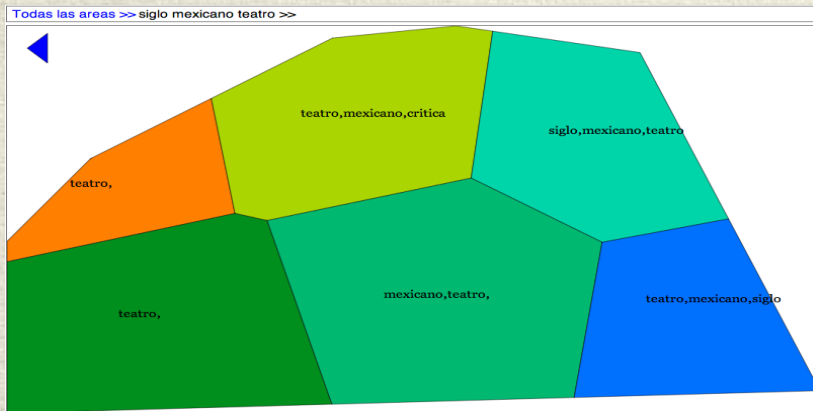 Todas las areas >> siglo mexicano teatro >>
teatro,mexicano,critica
siglo,mexicano,teatro
teatro,
mexicano,teatro,
teatro,mexicano,siglo
teatro,